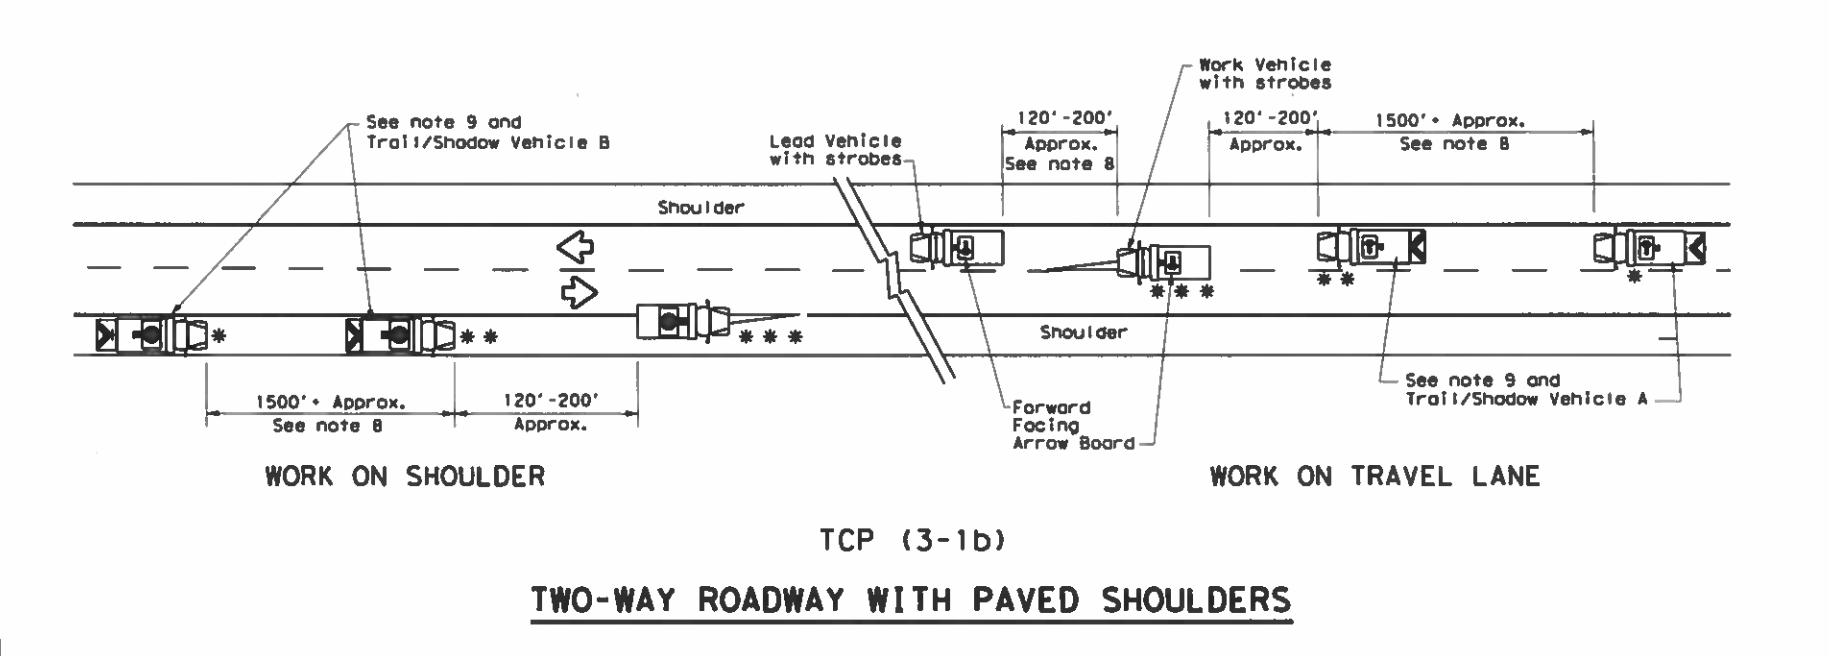 Work Vehicle
with strobes
See note 9 and
Trail/Shadow Vehicle B
Lead Vehicle
with strobes
120'-200'
Approx.
See note 8
120'-200'
Approx.
1500'+ Approx.
See note 8
Shoulder
* 
* *
* * *
* * *
* *
*
Shoulder
1500'+ Approx.
See note 8
120'-200'
Approx.
Forward
Facing
Arrow Board
See note 9 and
Trail/Shadow Vehicle A
WORK ON SHOULDER
WORK ON TRAVEL LANE
TCP (3-1b)
TWO-WAY ROADWAY WITH PAVED SHOULDERS